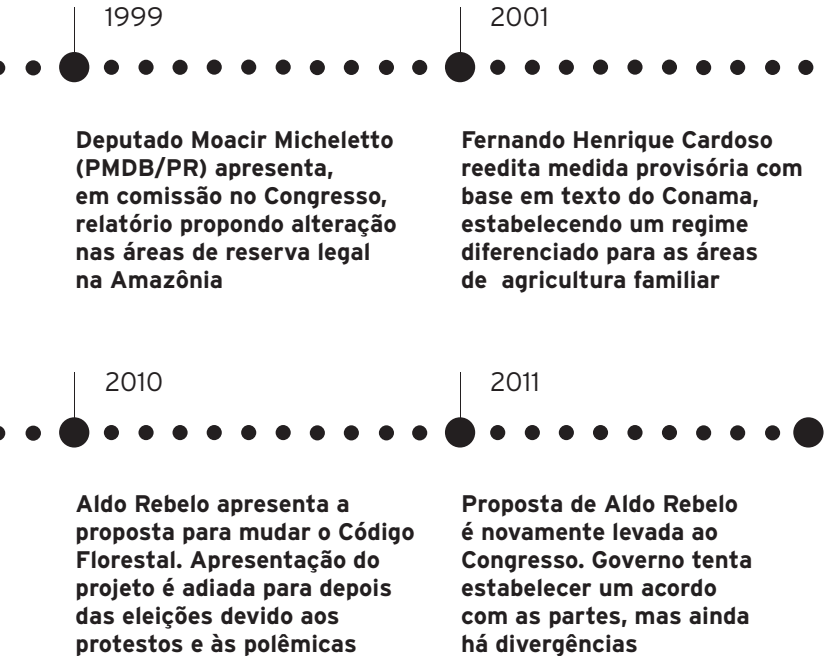 1999
Deputado Moacir Micheletto
(PMDB/PR) apresenta,
em comissão no Congresso,
relatório propondo alteração
nas áreas de reserva legal
na Amazônia
2001
Fernando Henrique Cardoso
reedita medida provisória com
base em texto do Conama,
estabelecendo um regime
diferenciado para as áreas
de agricultura familiar
2010
Aldo Rebelo apresenta a
proposta para mudar o Código
Florestal. Apresentação do
projeto é adiada para depois
das eleições devido aos
protestos e às polêmicas
2011
Proposta de Aldo Rebelo
é novamente levada ao
Congresso. Governo tenta
estabelecer um acordo
com as partes, mas ainda
há divergências